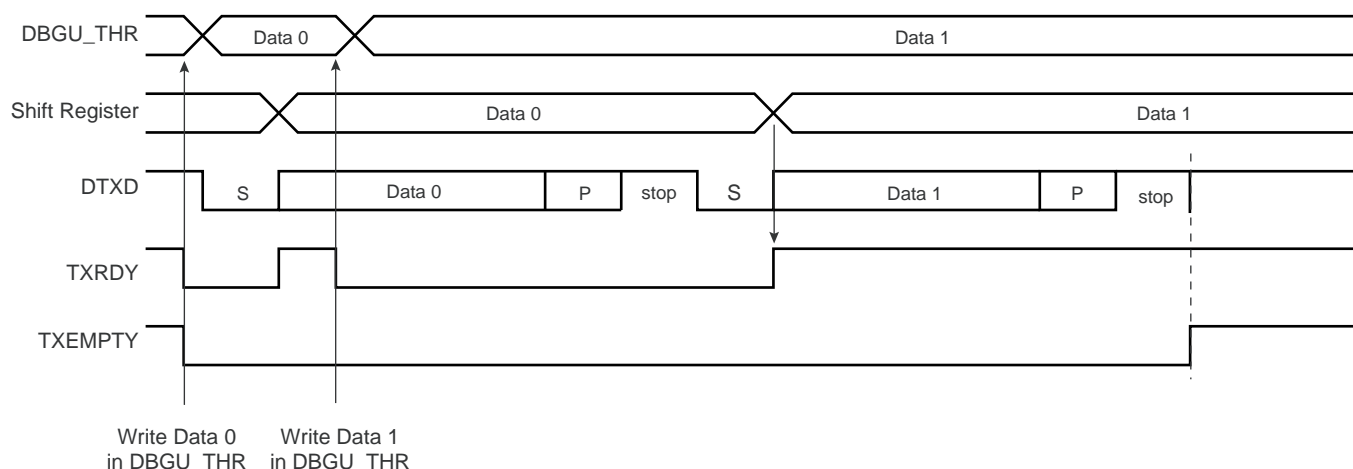 DBGU_THR
Data 0
Data 1
Shift Register
Data 0
Data 1
DTXD
S
Data 0
P
stop
S
Data 1
P
stop
TXRDY
TXEMPTY
Write Data 0
in DBGU_THR
Write Data 1
in DBGU_THR